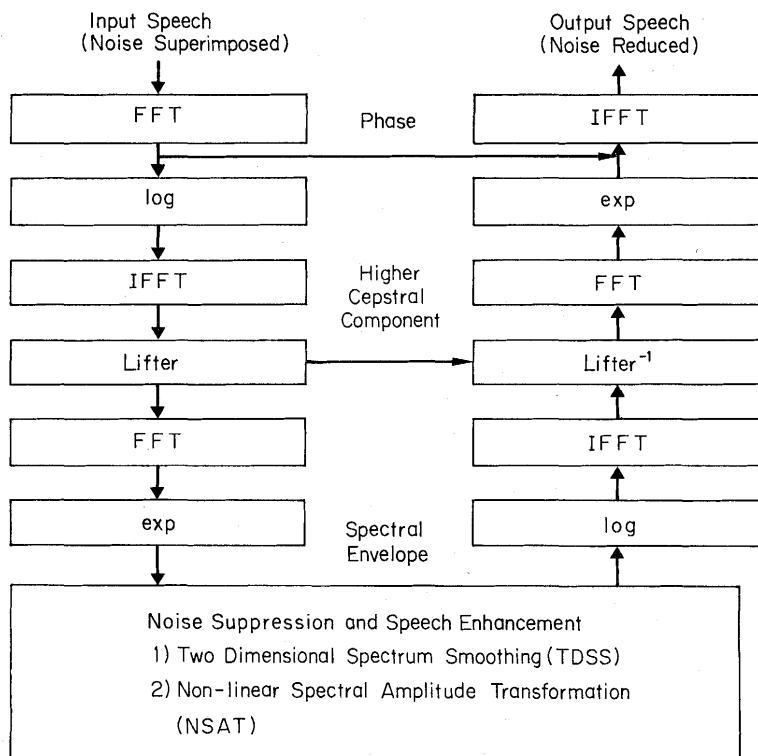 Input Speech
(Noise Superimposed)
Output Speech
(Noise Reduced)
FFT
Phase
IFFT
log
exp
IFFT
Higher
Cepstral
Component
FFT
Lifter
Lifter⁻¹
FFT
IFFT
exp
Spectral
Envelope
log
Noise Suppression and Speech Enhancement
1) Two Dimensional Spectrum Smoothing (TDSS)
2) Non-linear Spectral Amplitude Transformation
(NSAT)